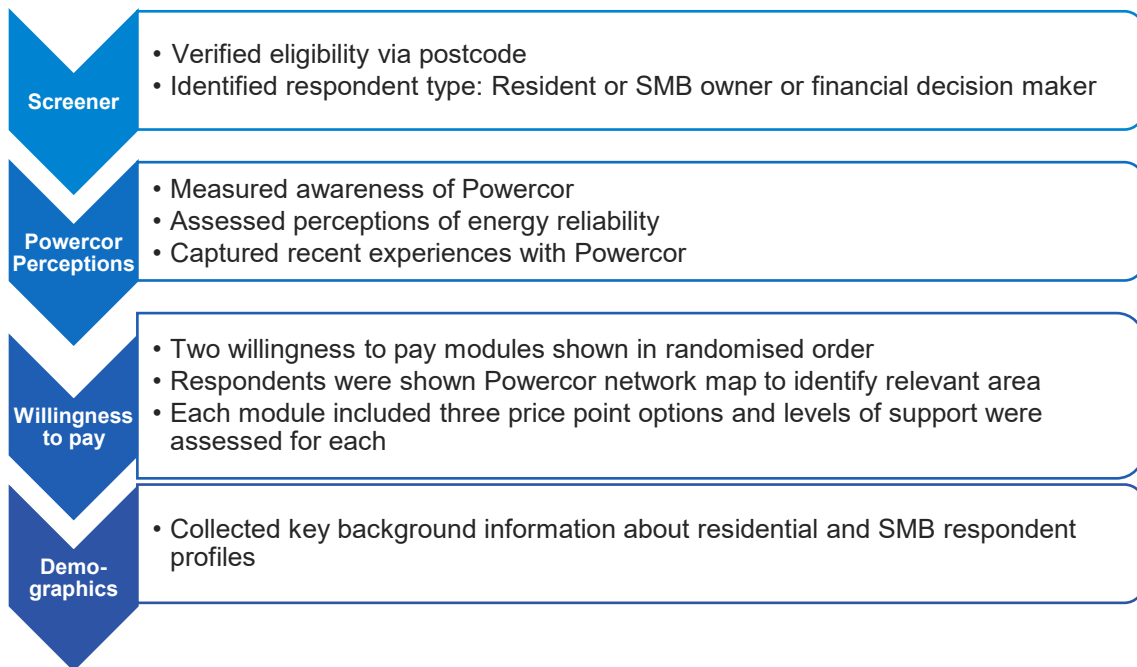 Screener
• Verified eligibility via postcode
• Identified respondent type: Resident or SMB owner or financial decision maker
Powercor
Perceptions
• Measured awareness of Powercor
• Assessed perceptions of energy reliability
• Captured recent experiences with Powercor
Willingness
to pay
• Two willingness to pay modules shown in randomised order
• Respondents were shown Powercor network map to identify relevant area
• Each module included three price point options and levels of support were
assessed for each
Demo-
graphics
• Collected key background information about residential and SMB respondent
profiles